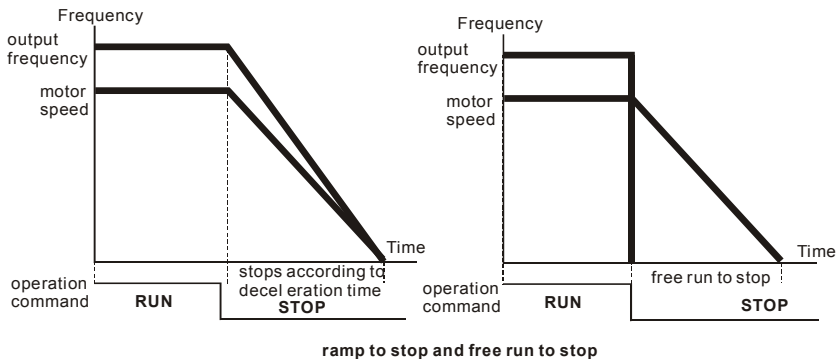 Frequency
output
frequency
motor
speed
Time
stops according to
decel eration time
operation
command
RUN
STOP
Frequency
output
frequency
motor
speed
Time
free run to stop
operation
command
RUN
STOP
ramp to stop and free run to stop